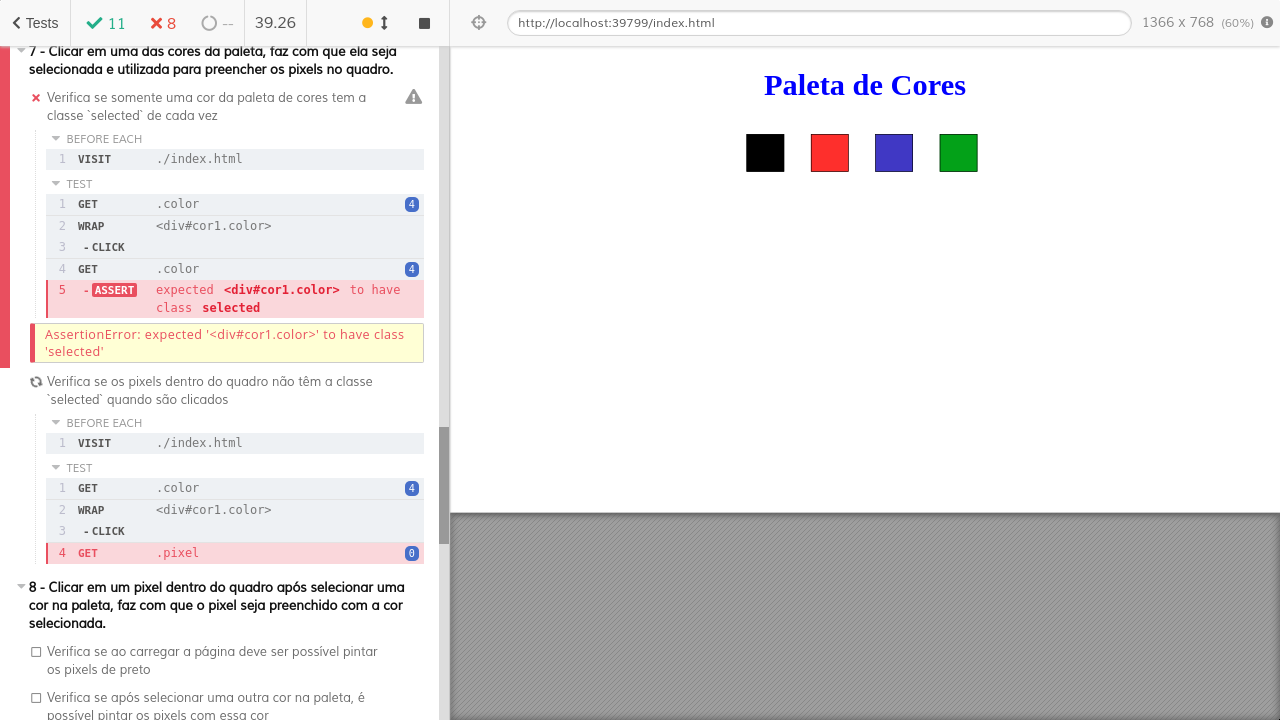 Tests 11 8 -- 39.26
http://localhost:39799/index.html 1366 x 768 (60%)
7 - Clicar em uma das cores da paleta, faz com que ela seja
selecionada e utilizada para preencher os pixels no quadro.
Verifica se somente uma cor da paleta de cores tem a
classe `selected` de cada vez
BEFORE EACH
1 VISIT ./index.html
TEST
1 GET .color 4
2 WRAP <div#cor1.color>
3 -CLICK
4 GET .color 4
5 -ASSERT expected <div#cor1.color> to have
class selected
AssertionError: expected '<div#cor1.color>' to have class
'selected'
Verifica se os pixels dentro do quadro não têm a classe
`selected` quando são clicados
BEFORE EACH
1 VISIT ./index.html
TEST
1 GET .color 4
2 WRAP <div#cor1.color>
3 -CLICK
4 GET .pixel 0
8 - Clicar em um pixel dentro do quadro após selecionar uma
cor na paleta, faz com que o pixel seja preenchido com a cor
selecionada.
Verifica se ao carregar a página deve ser possível pintar
os pixels de preto
Verifica se após selecionar uma outra cor na paleta, é
possível pintar os pixels com essa cor
Paleta de Cores